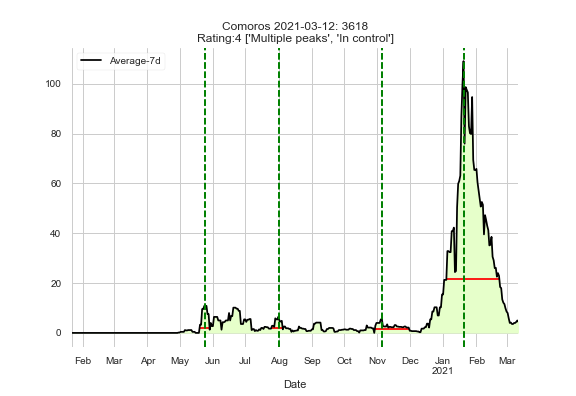 Comoros 2021-03-12: 3618
Rating:4 ['Multiple peaks', 'In control']
Average-7d
100
80
60
40
20
0
Feb Mar Apr May Jun Jul Aug Sep Oct Nov Dec Jan Feb Mar
2021
Date